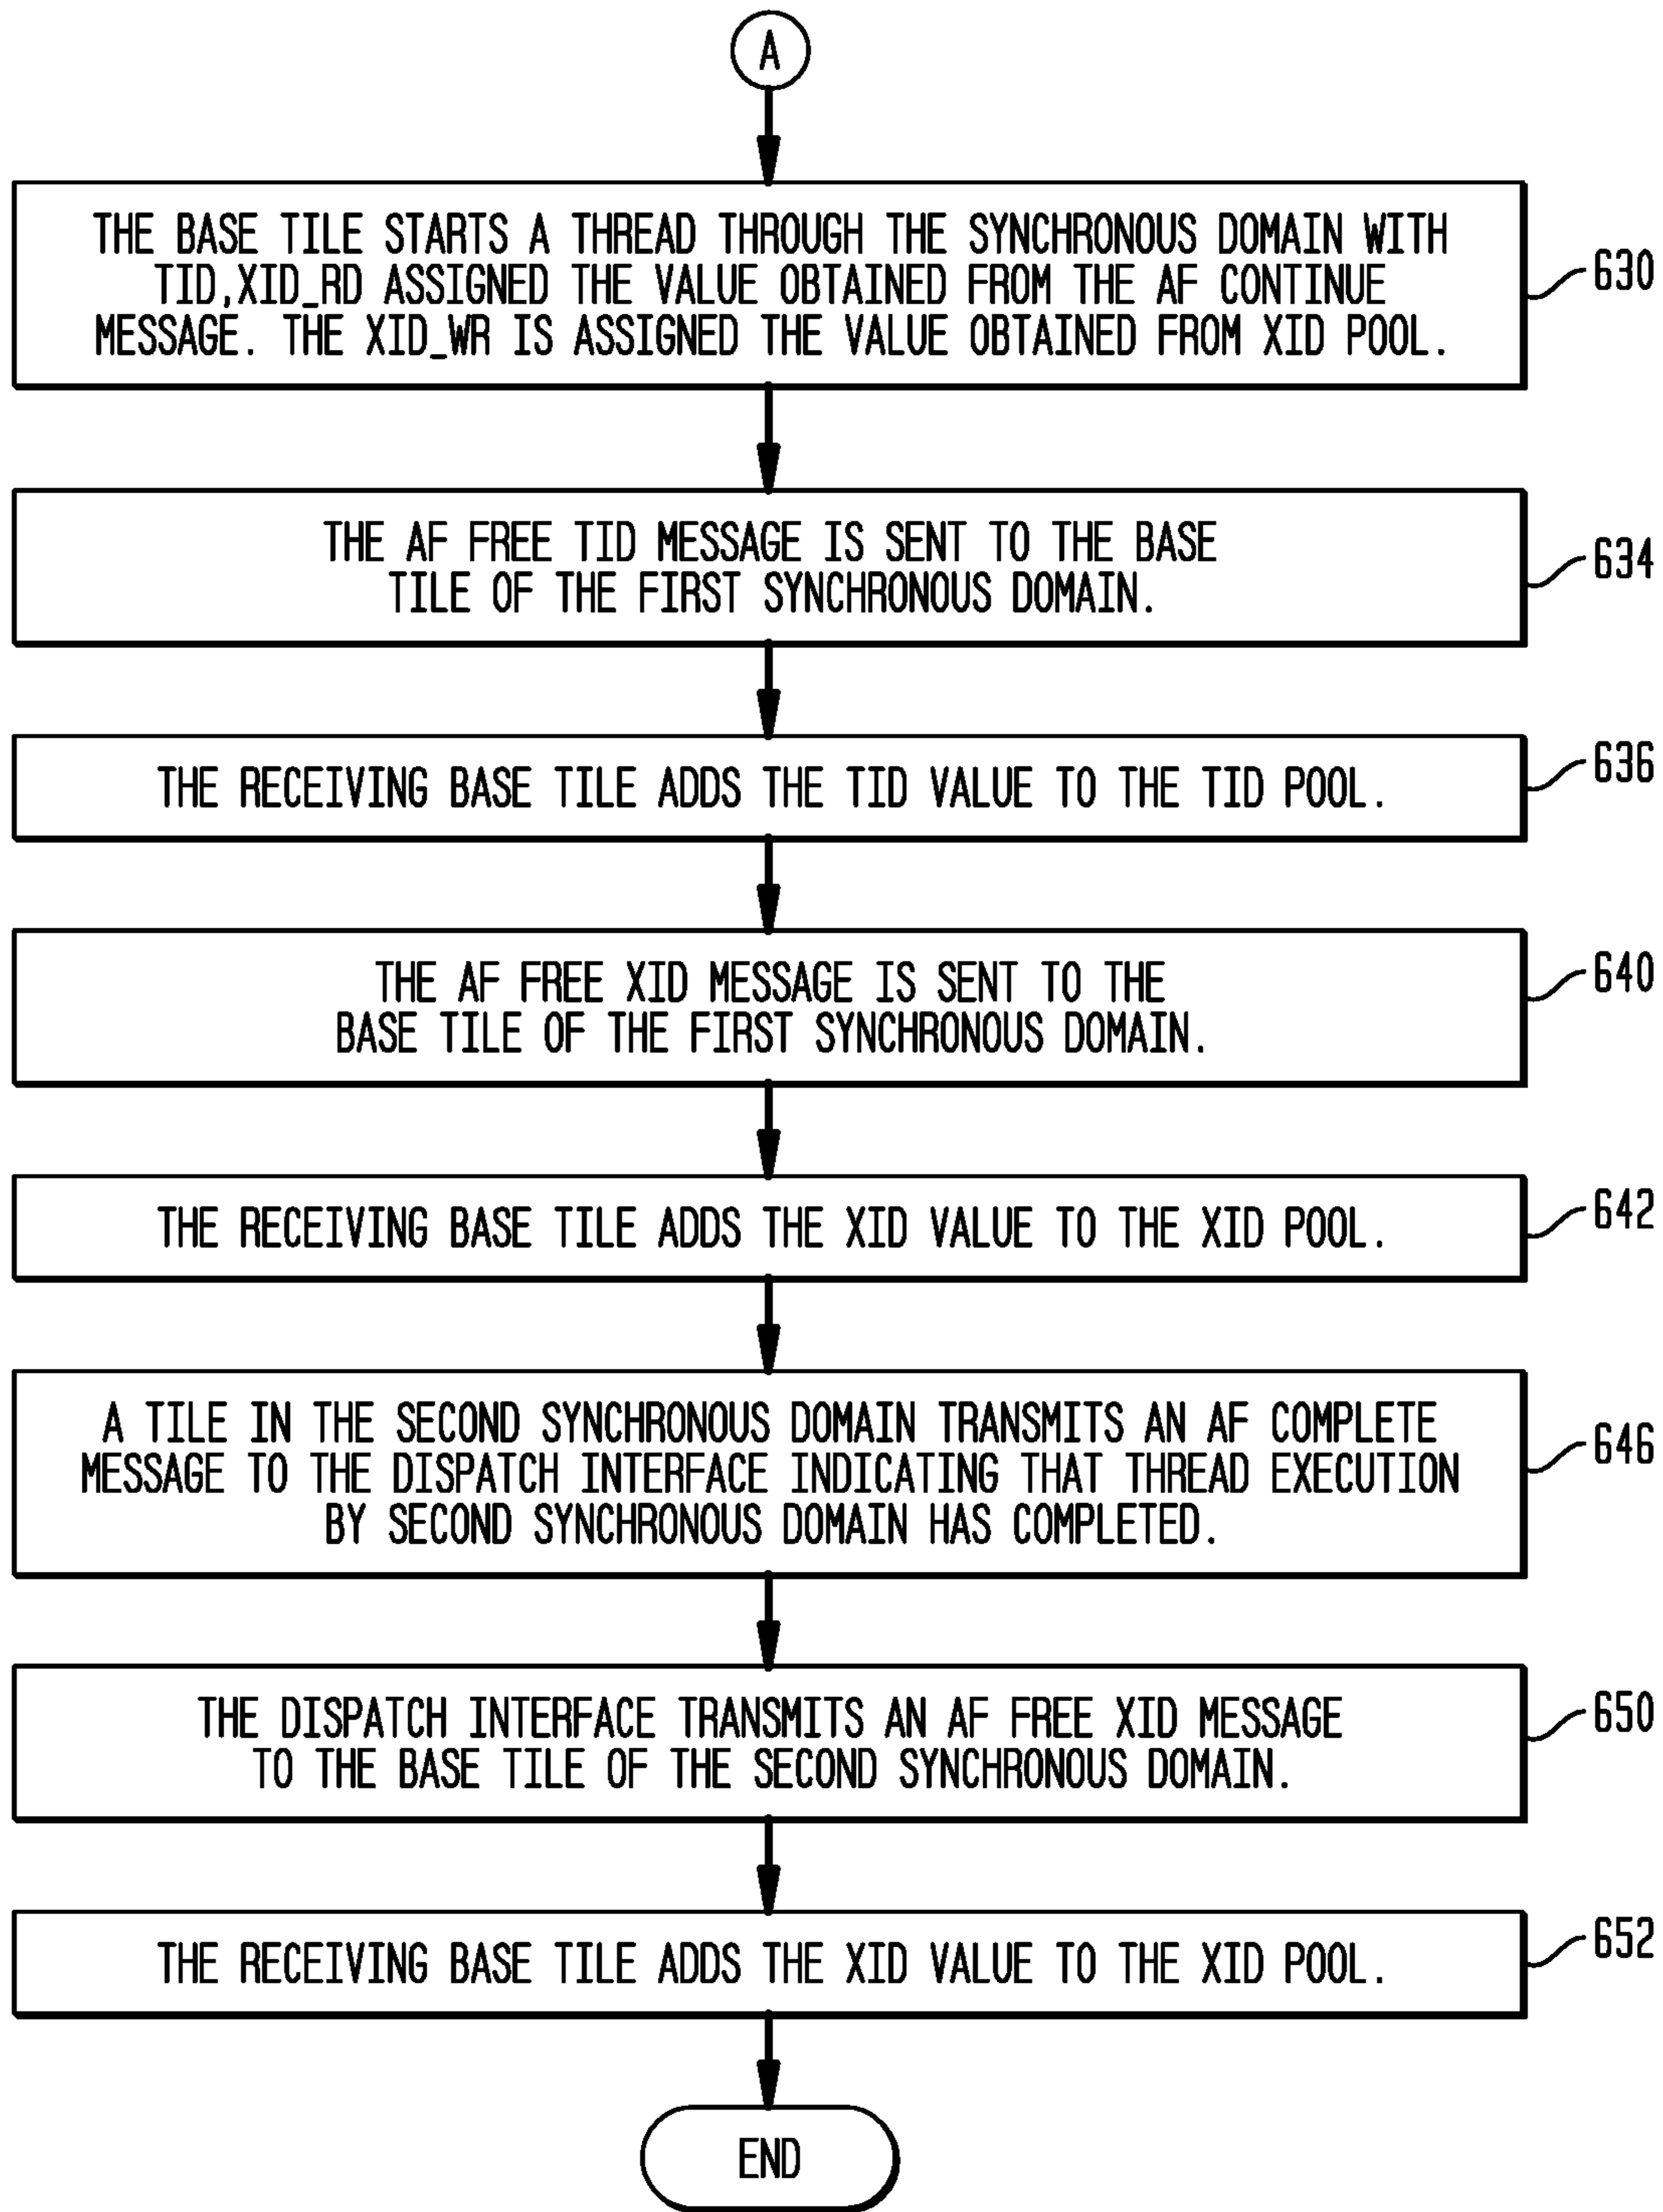 A
THE BASE TILE STARTS A THREAD THROUGH THE SYNCHRONOUS DOMAIN WITH
TID,XID_RD ASSIGNED THE VALUE OBTAINED FROM THE AF CONTINUE
MESSAGE. THE XID_WR IS ASSIGNED THE VALUE OBTAINED FROM XID POOL.
630
THE AF FREE TID MESSAGE IS SENT TO THE BASE
TILE OF THE FIRST SYNCHRONOUS DOMAIN.
634
THE RECEIVING BASE TILE ADDS THE TID VALUE TO THE TID POOL.
636
THE AF FREE XID MESSAGE IS SENT TO THE
BASE TILE OF THE FIRST SYNCHRONOUS DOMAIN.
640
THE RECEIVING BASE TILE ADDS THE XID VALUE TO THE XID POOL.
642
A TILE IN THE SECOND SYNCHRONOUS DOMAIN TRANSMITS AN AF COMPLETE
MESSAGE TO THE DISPATCH INTERFACE INDICATING THAT THREAD EXECUTION
BY SECOND SYNCHRONOUS DOMAIN HAS COMPLETED.
646
THE DISPATCH INTERFACE TRANSMITS AN AF FREE XID MESSAGE
TO THE BASE TILE OF THE SECOND SYNCHRONOUS DOMAIN.
650
THE RECEIVING BASE TILE ADDS THE XID VALUE TO THE XID POOL.
652
END